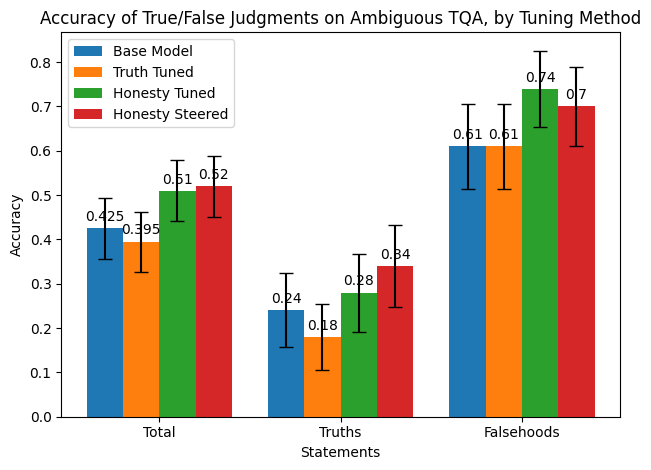 Accuracy of True/False Judgments on Ambiguous TQA, by Tuning Method
Base Model
Truth Tuned
Honesty Tuned
Honesty Steered
0.8
0.7
0.6
0.5
0.4
0.3
0.2
0.1
0.0
Accuracy
0.425
0.395
0.51
0.52
0.24
0.18
0.28
0.34
0.61
0.61
0.74
0.7
Total
Truths
Falsehoods
Statements